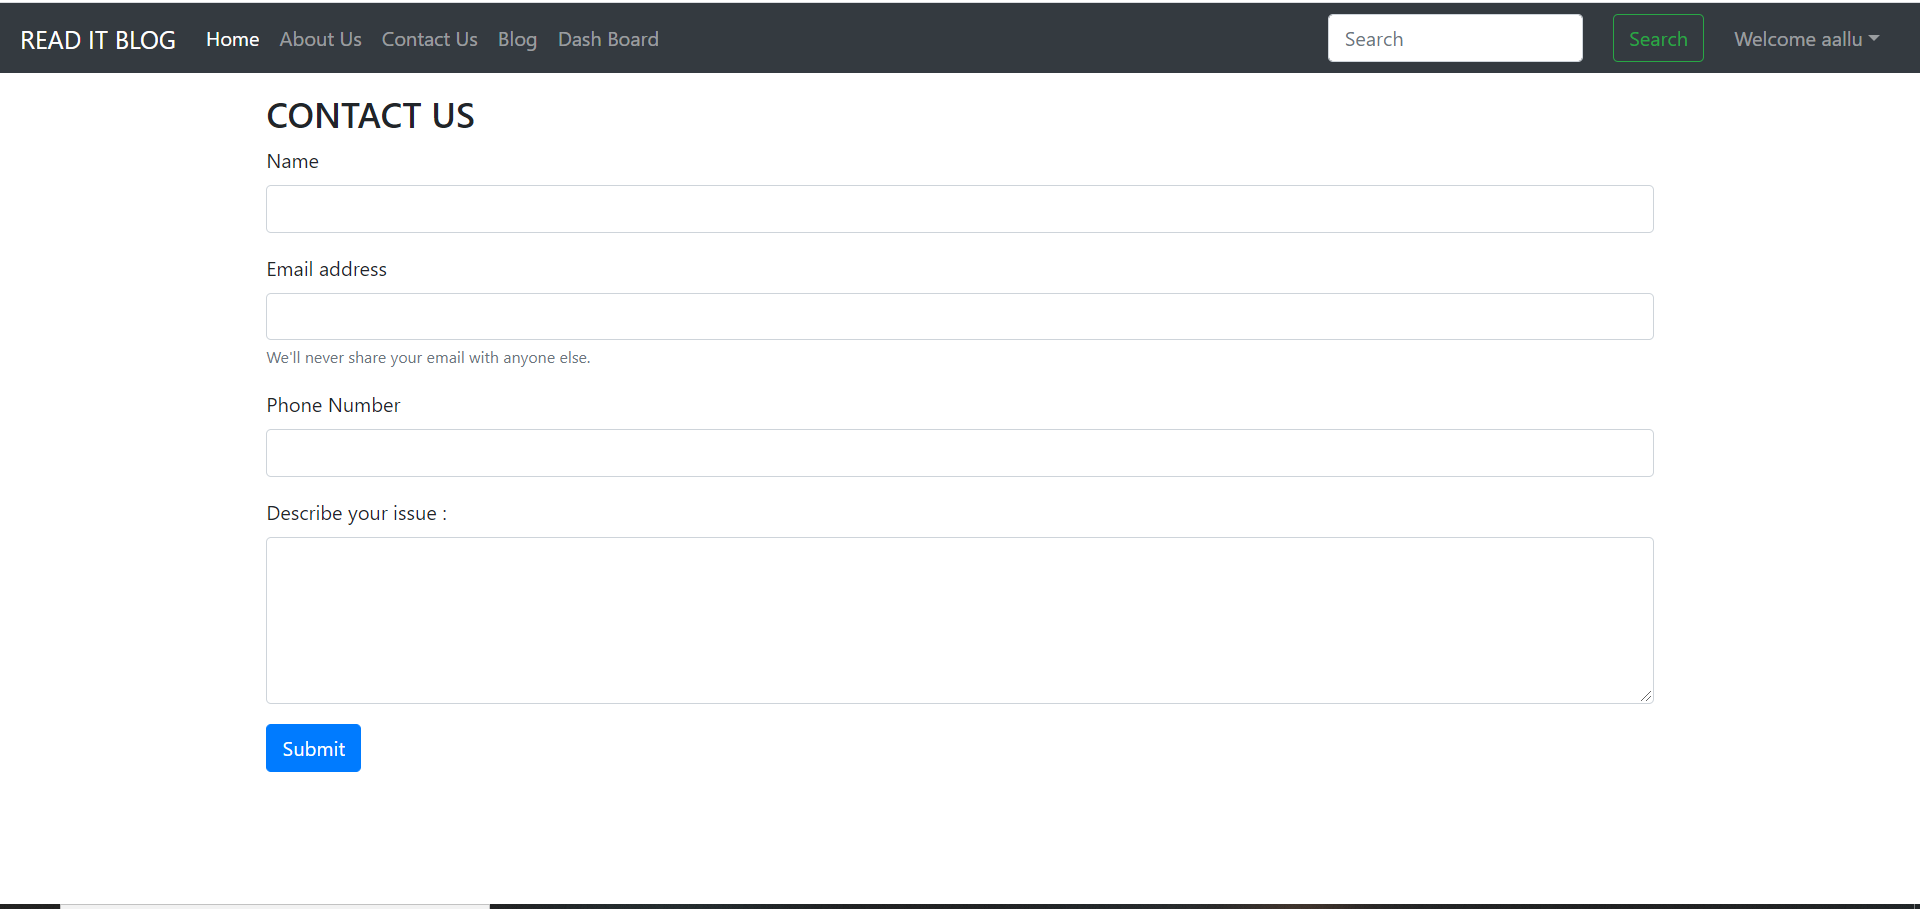 READ IT BLOG Home About Us Contact Us Blog Dash Board Search Search Welcome aallu
CONTACT US
Name
Email address
We'll never share your email with anyone else.
Phone Number
Describe your issue :
Submit